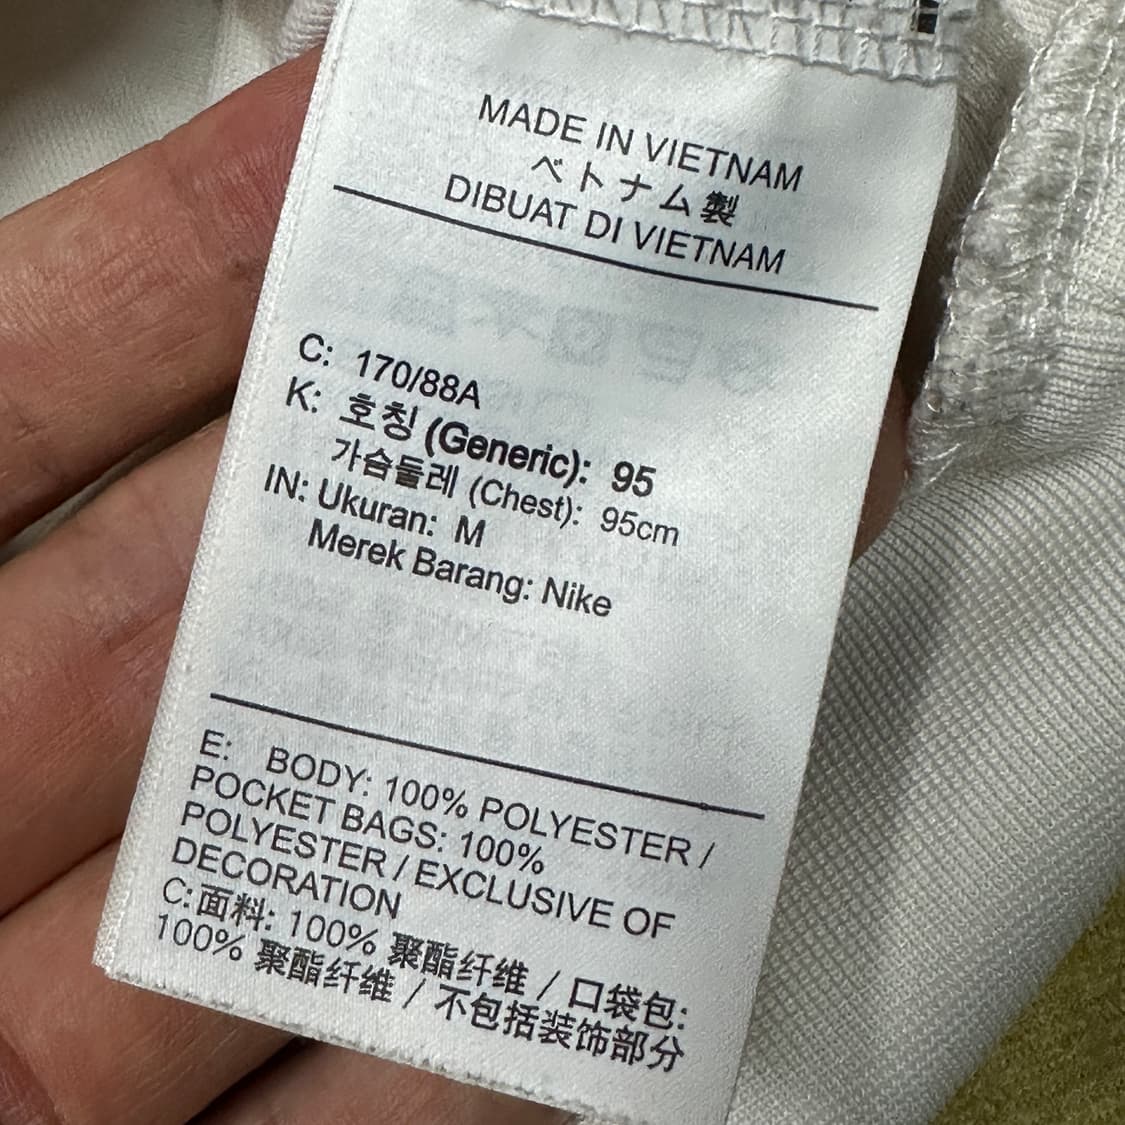 MADE IN VIETNAM
ベトナム製
DIBUAT DI VIETNAM
C: 170/88A
K: 호칭 (Generic): 95
가슴둘레 (Chest): 95cm
IN: Ukuran: M
Merek Barang: Nike
E: BODY: 100% POLYESTER /
POCKET BAGS: 100%
POLYESTER / EXCLUSIVE OF
DECORATION
C:面料: 100% 聚酯纤维 / 口袋包:
100% 聚酯纤维 / 不包括装饰部分